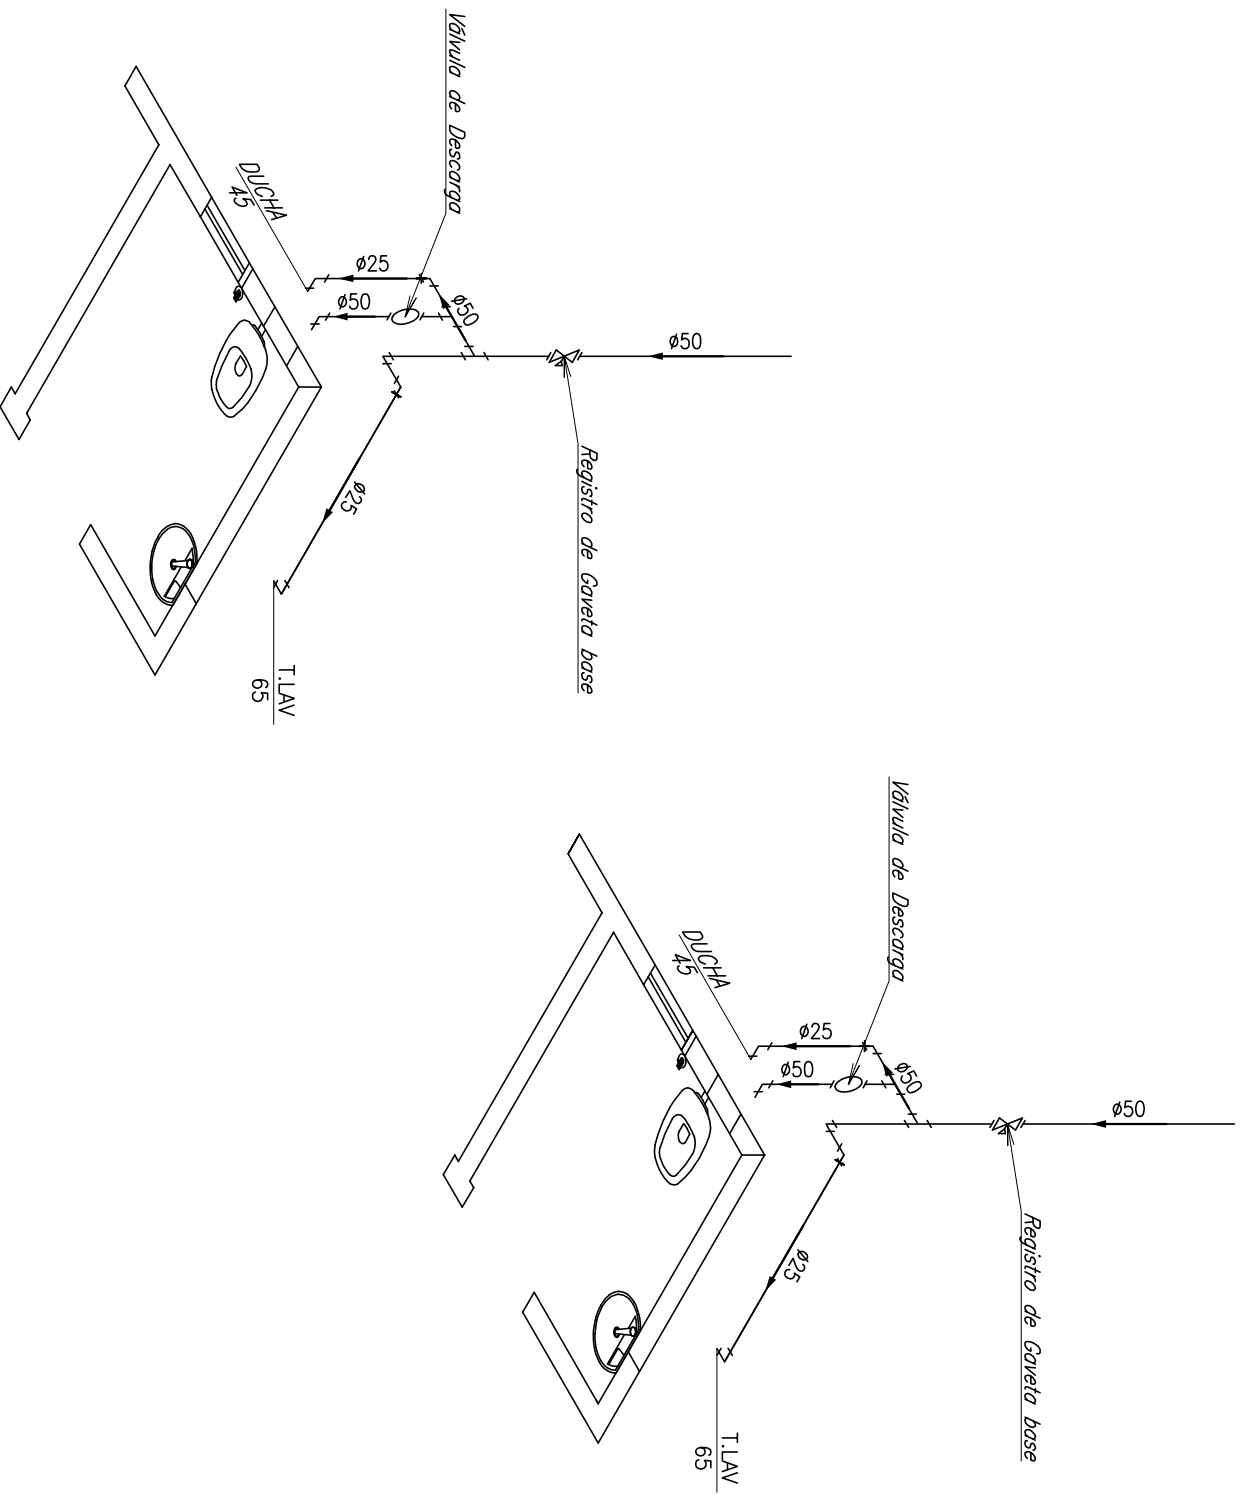 Válvula de Descarga
DUCHA
45
ø25
ø50
ø50
ø50
Registro de Gaveta base
ø25
T.LAV
65
Válvula de Descarga
DUCHA
45
ø25
ø50
ø50
ø50
Registro de Gaveta base
ø25
T.LAV
65